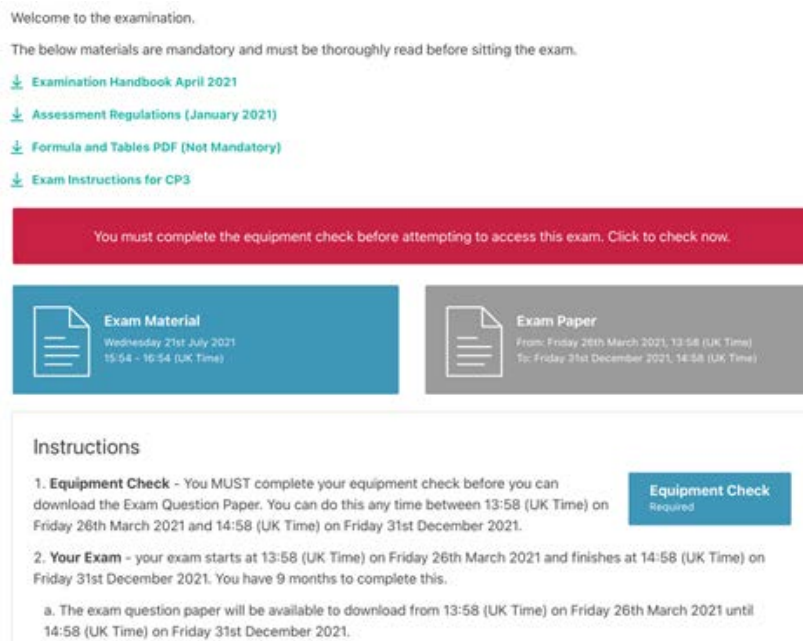 Welcome to the examination.
The below materials are mandatory and must be thoroughly read before sitting the exam.
Examination Handbook April 2021
Assessment Regulations (January 2021)
Formula and Tables PDF (Not Mandatory)
Exam Instructions for CP3
You must complete the equipment check before attempting to access this exam. Click to check now.
Exam Material
Wednesday 21st July 2021
15:54 - 16:54 (UK Time)
Exam Paper
From: Friday 26th March 2021, 13:58 (UK Time)
To: Friday 31st December 2021, 14:58 (UK Time)
Instructions
1. Equipment Check - You MUST complete your equipment check before you can
download the Exam Question Paper. You can do this any time between 13:58 (UK Time) on
Friday 26th March 2021 and 14:58 (UK Time) on Friday 31st December 2021.
Equipment Check
Required
2. Your Exam - your exam starts at 13:58 (UK Time) on Friday 26th March 2021 and finishes at 14:58 (UK Time) on
Friday 31st December 2021. You have 9 months to complete this.
a. The exam question paper will be available to download from 13:58 (UK Time) on Friday 26th March 2021 until
14:58 (UK Time) on Friday 31st December 2021.